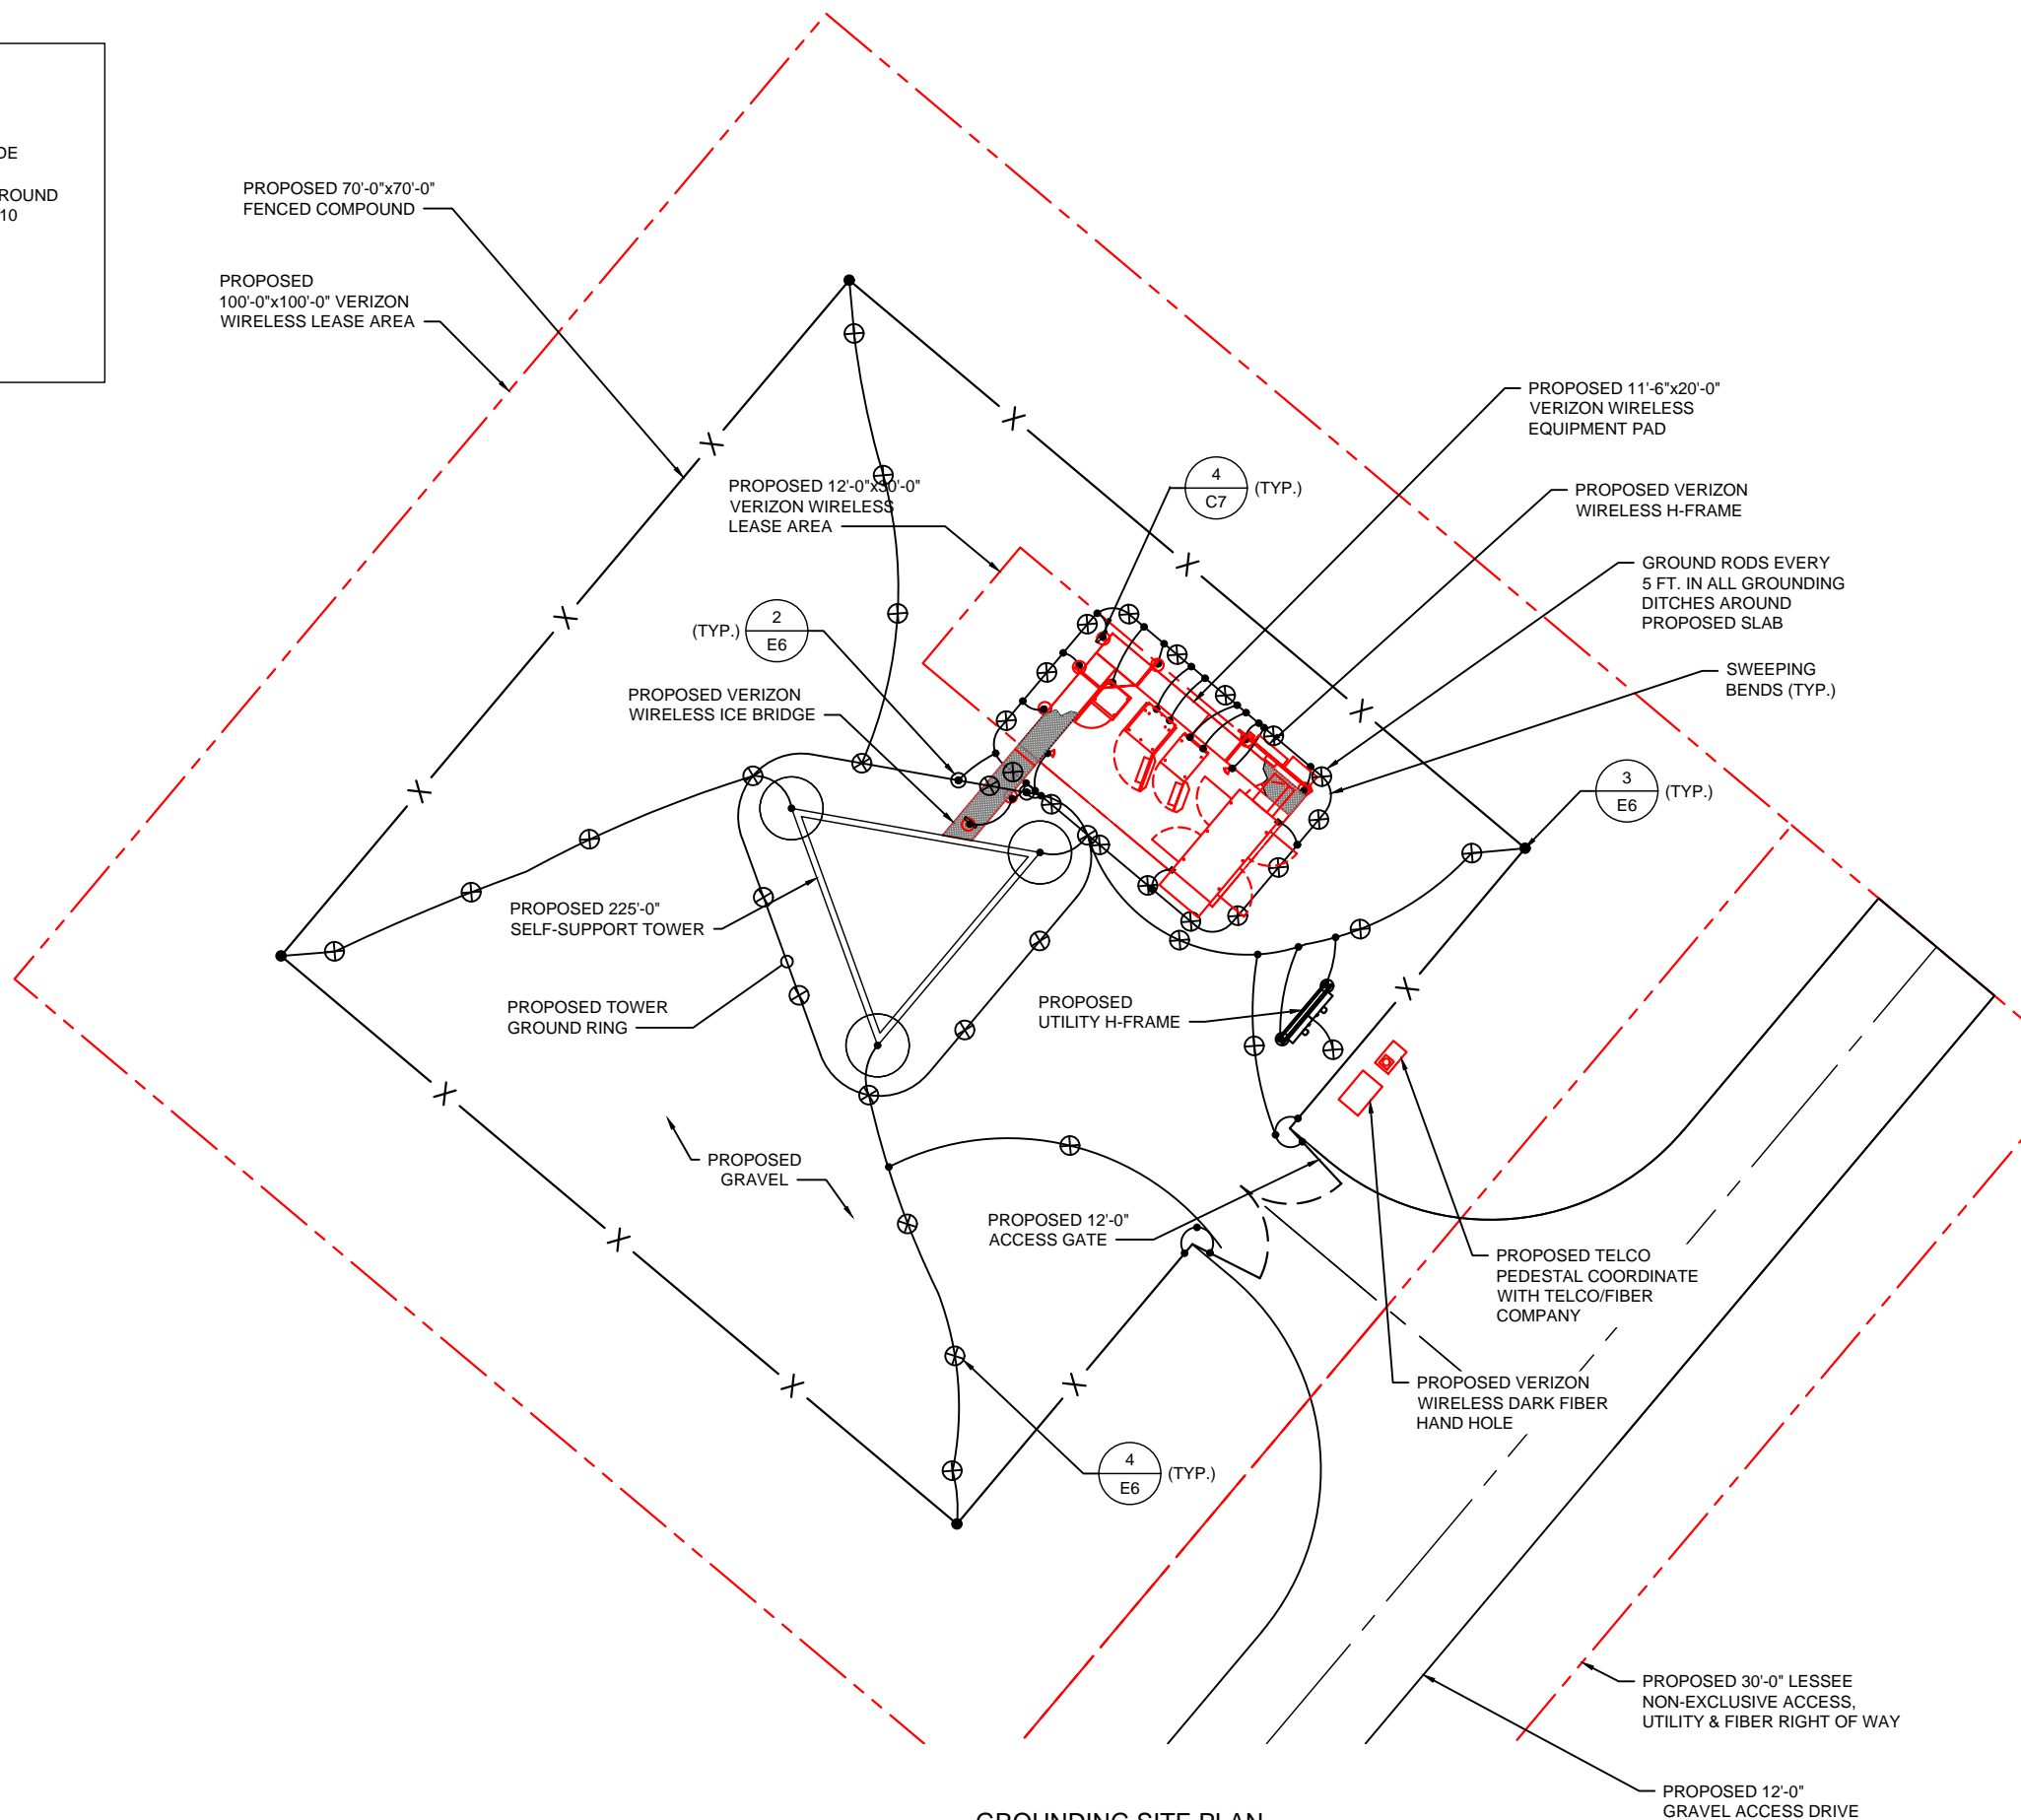 DE
ROUND
10
PROPOSED 70'-0"x70'-0"
FENCED COMPOUND
PROPOSED
100'-0"x100'-0" VERIZON
WIRELESS LEASE AREA
PROPOSED 11'-6"x20'-0"
VERIZON WIRELESS
EQUIPMENT PAD
4
C7
(TYP.)
PROPOSED 12'-0"x30'-0"
VERIZON WIRELESS
LEASE AREA
PROPOSED VERIZON
WIRELESS H-FRAME
GROUND RODS EVERY
5 FT. IN ALL GROUNDING
DITCHES AROUND
PROPOSED SLAB
(TYP.)
2
E6
SWEEPING
BENDS (TYP.)
PROPOSED VERIZON
WIRELESS ICE BRIDGE
3
E6
(TYP.)
PROPOSED 225'-0"
SELF-SUPPORT TOWER
PROPOSED TOWER
GROUND RING
PROPOSED
UTILITY H-FRAME
PROPOSED
GRAVEL
PROPOSED 12'-0"
ACCESS GATE
PROPOSED TELCO
PEDESTAL COORDINATE
WITH TELCO/FIBER
COMPANY
PROPOSED VERIZON
WIRELESS DARK FIBER
HAND HOLE
4
E6
(TYP.)
PROPOSED 30'-0" LESSEE
NON-EXCLUSIVE ACCESS,
UTILITY & FIBER RIGHT OF WAY
PROPOSED 12'-0"
GRAVEL ACCESS DRIVE
GROUNDING SITE PLAN